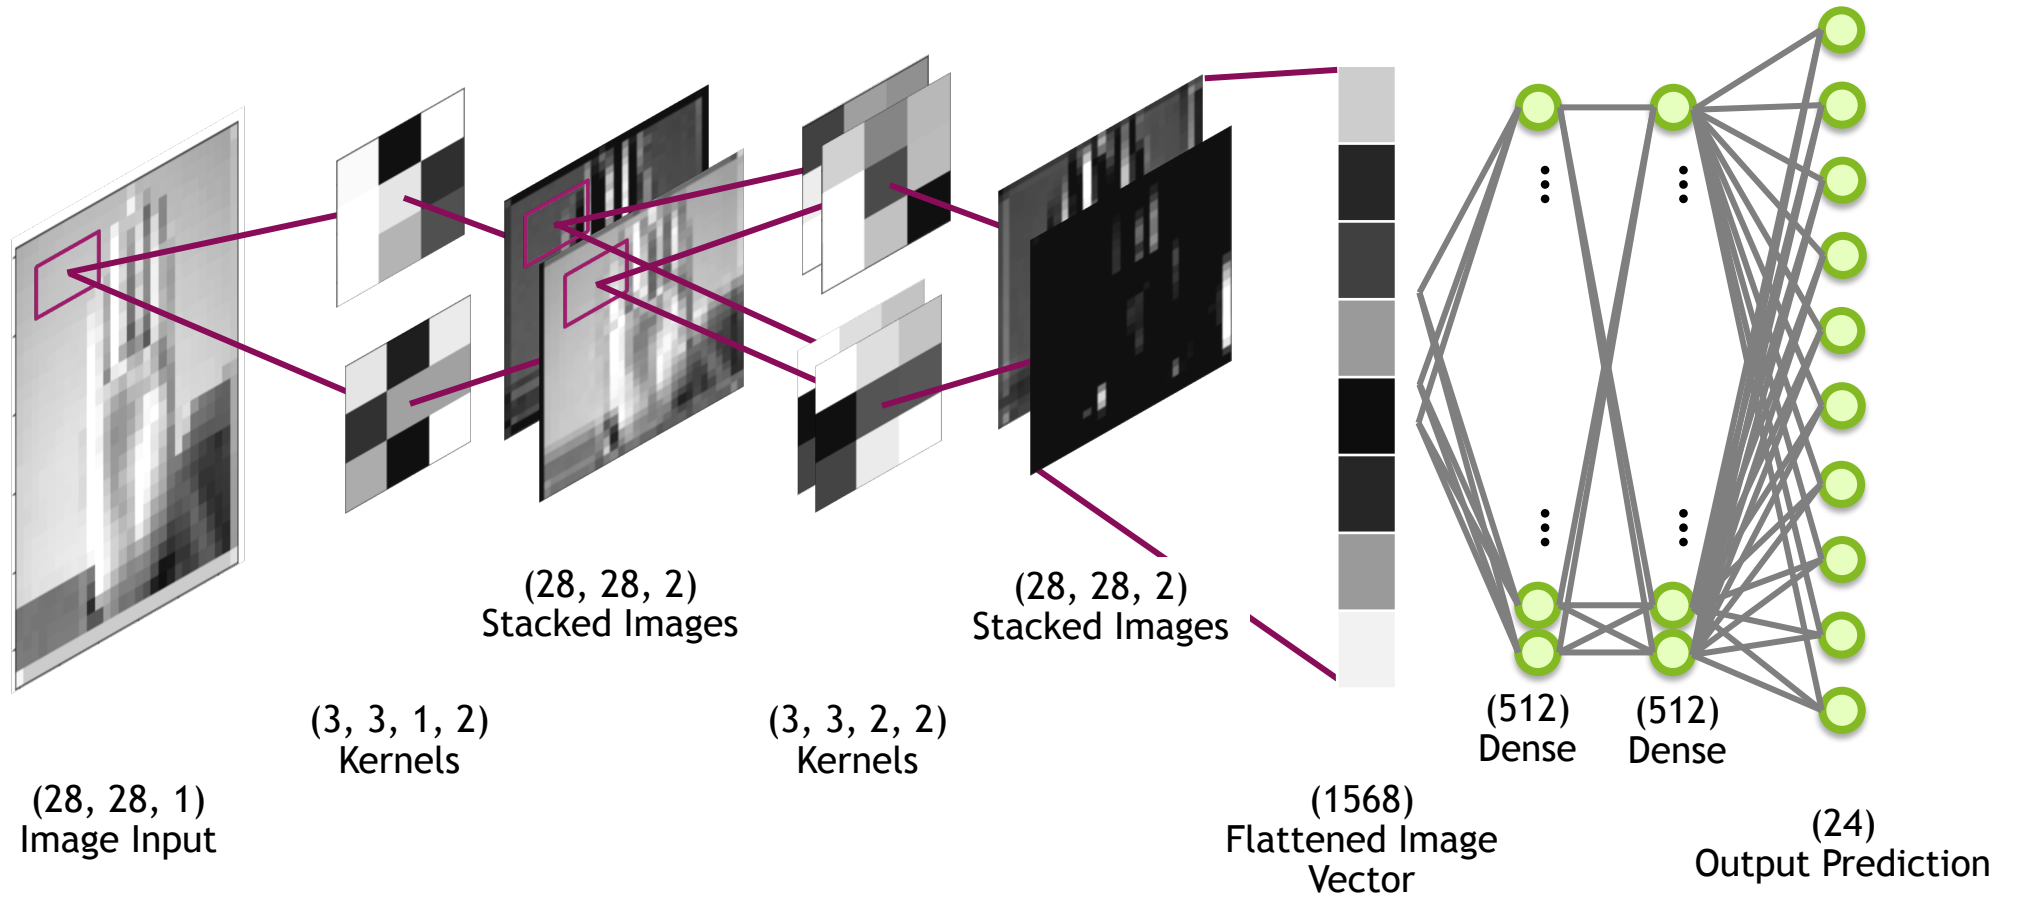 (28, 28, 1)
Image Input
(3, 3, 1, 2)
Kernels
(28, 28, 2)
Stacked Images
(3, 3, 2, 2)
Kernels
(28, 28, 2)
Stacked Images
(1568)
Flattened Image
Vector
(512)
Dense
(512)
Dense
(24)
Output Prediction